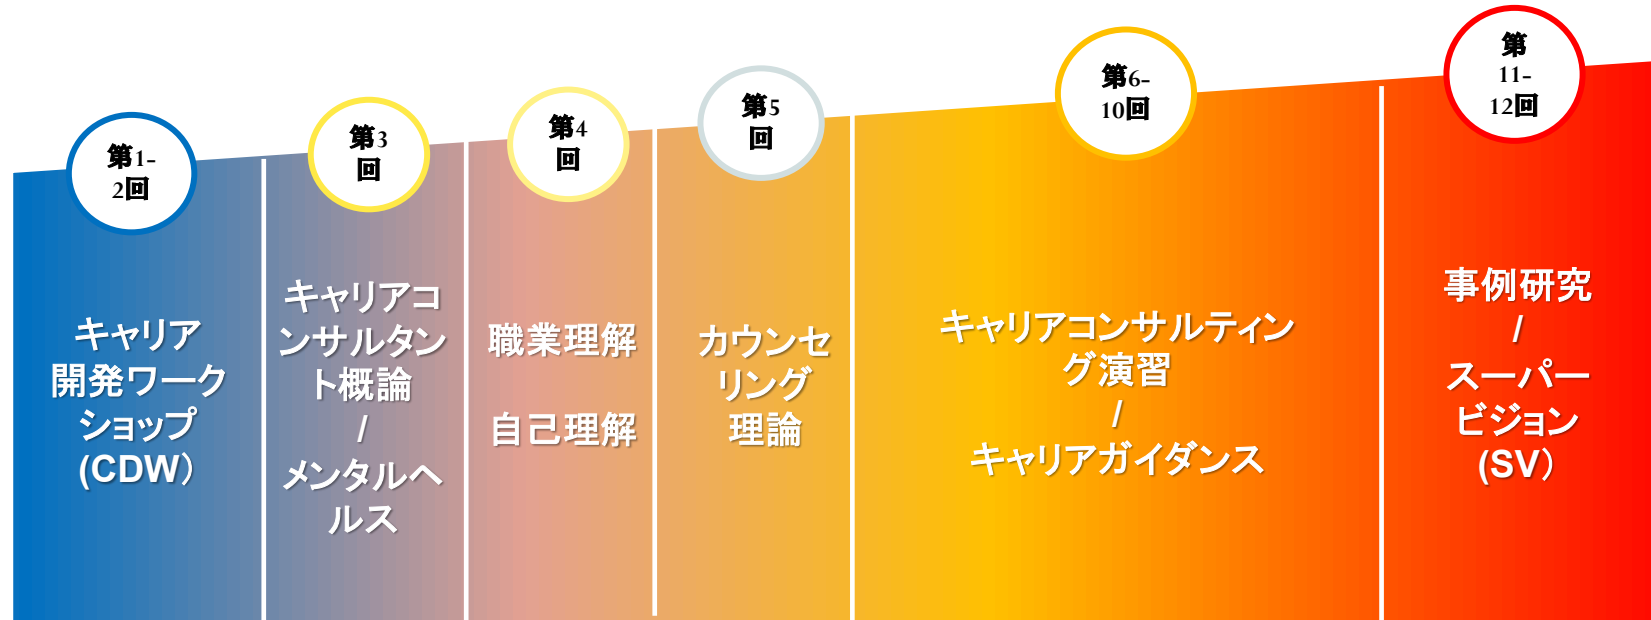 第1-
2回
キャリア
開発ワーク
ショップ
(CDW）
第3
回
キャリアコ
ンサルタン
ト概論
/
メンタルヘ
ルス
第4
回
職業理解
自己理解
第5
回
カウンセ
リング
理論
第6-
10回
キャリアコンサルティン
グ演習
/
キャリアガイダンス
第
11-
12回
事例研究
/
スーパー
ビジョン
(SV）